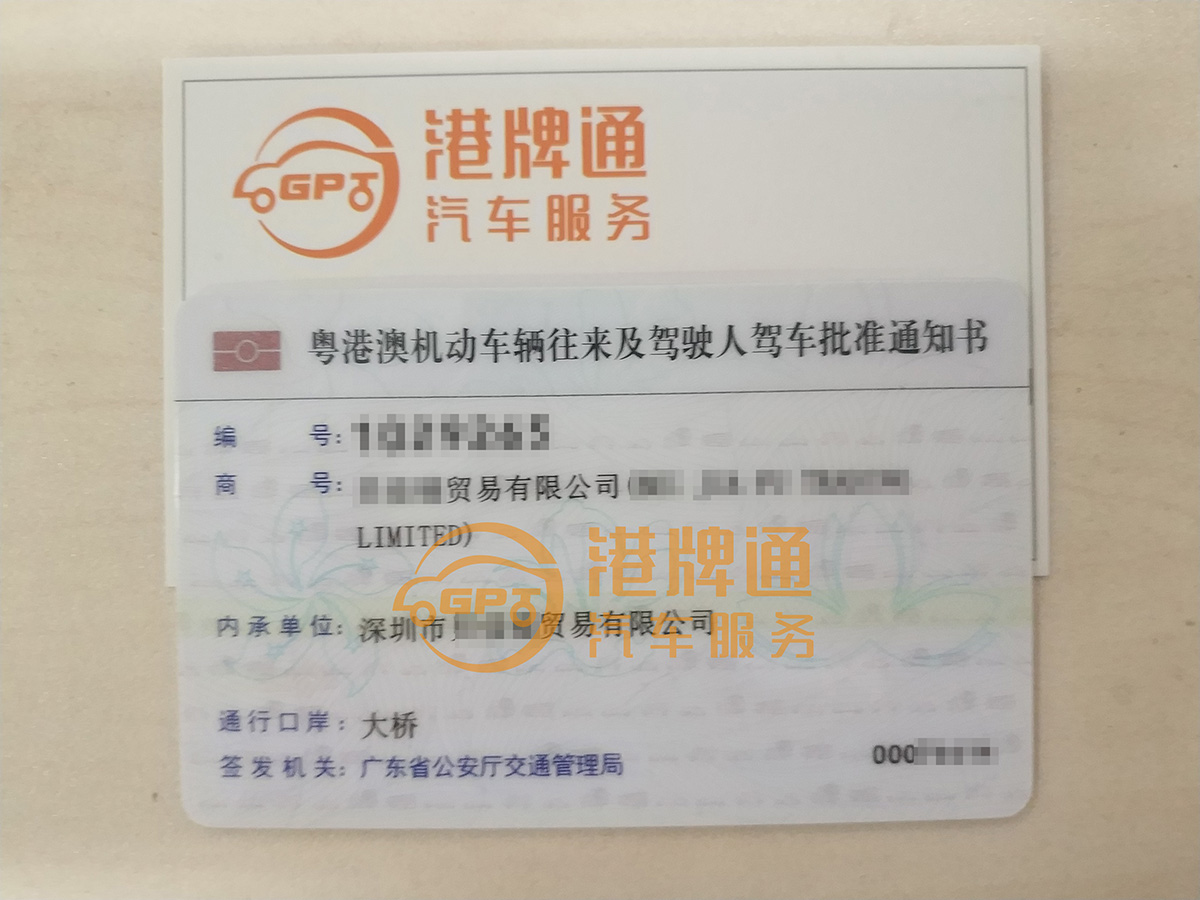 港牌通
汽车服务
GPT
粤港澳机动车辆往来及驾驶人驾车批准通知书
编 号:
商 号: 贸易有限公司(
LIMITED)
港牌通
GPT
汽车服务
内承单位: 深圳市 贸易有限公司
通行口岸: 大桥
签发机关: 广东省公安厅交通管理局
000